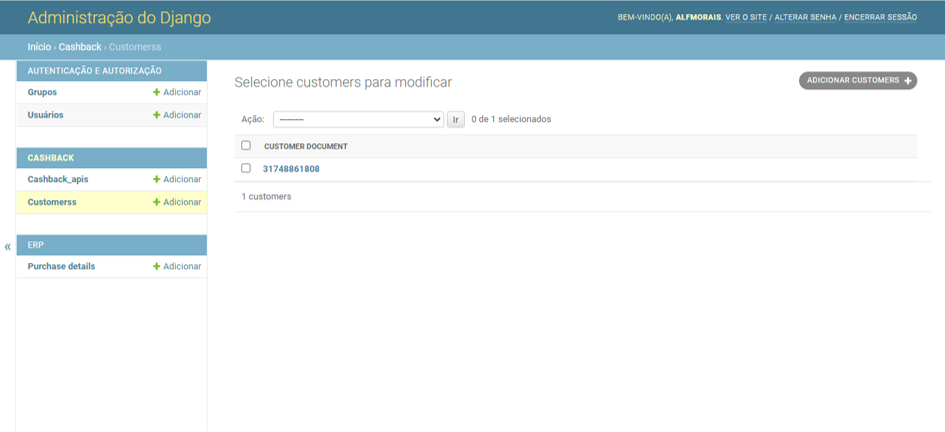 Administração do Django
BEM-VINDO(A), ALFMORAIS. VER O SITE / ALTERAR SENHA / ENCERRAR SESSÃO
Início › Cashback › Customerss
AUTENTICAÇÃO E AUTORIZAÇÃO
Grupos + Adicionar
Usuários + Adicionar
CASHBACK
Cashback_apis + Adicionar
Customerss + Adicionar
ERP
Purchase details + Adicionar
«
Selecione customers para modificar
ADICIONAR CUSTOMERS +
Ação: --------- Ir 0 de 1 selecionados
CUSTOMER DOCUMENT
31748861808
1 customers